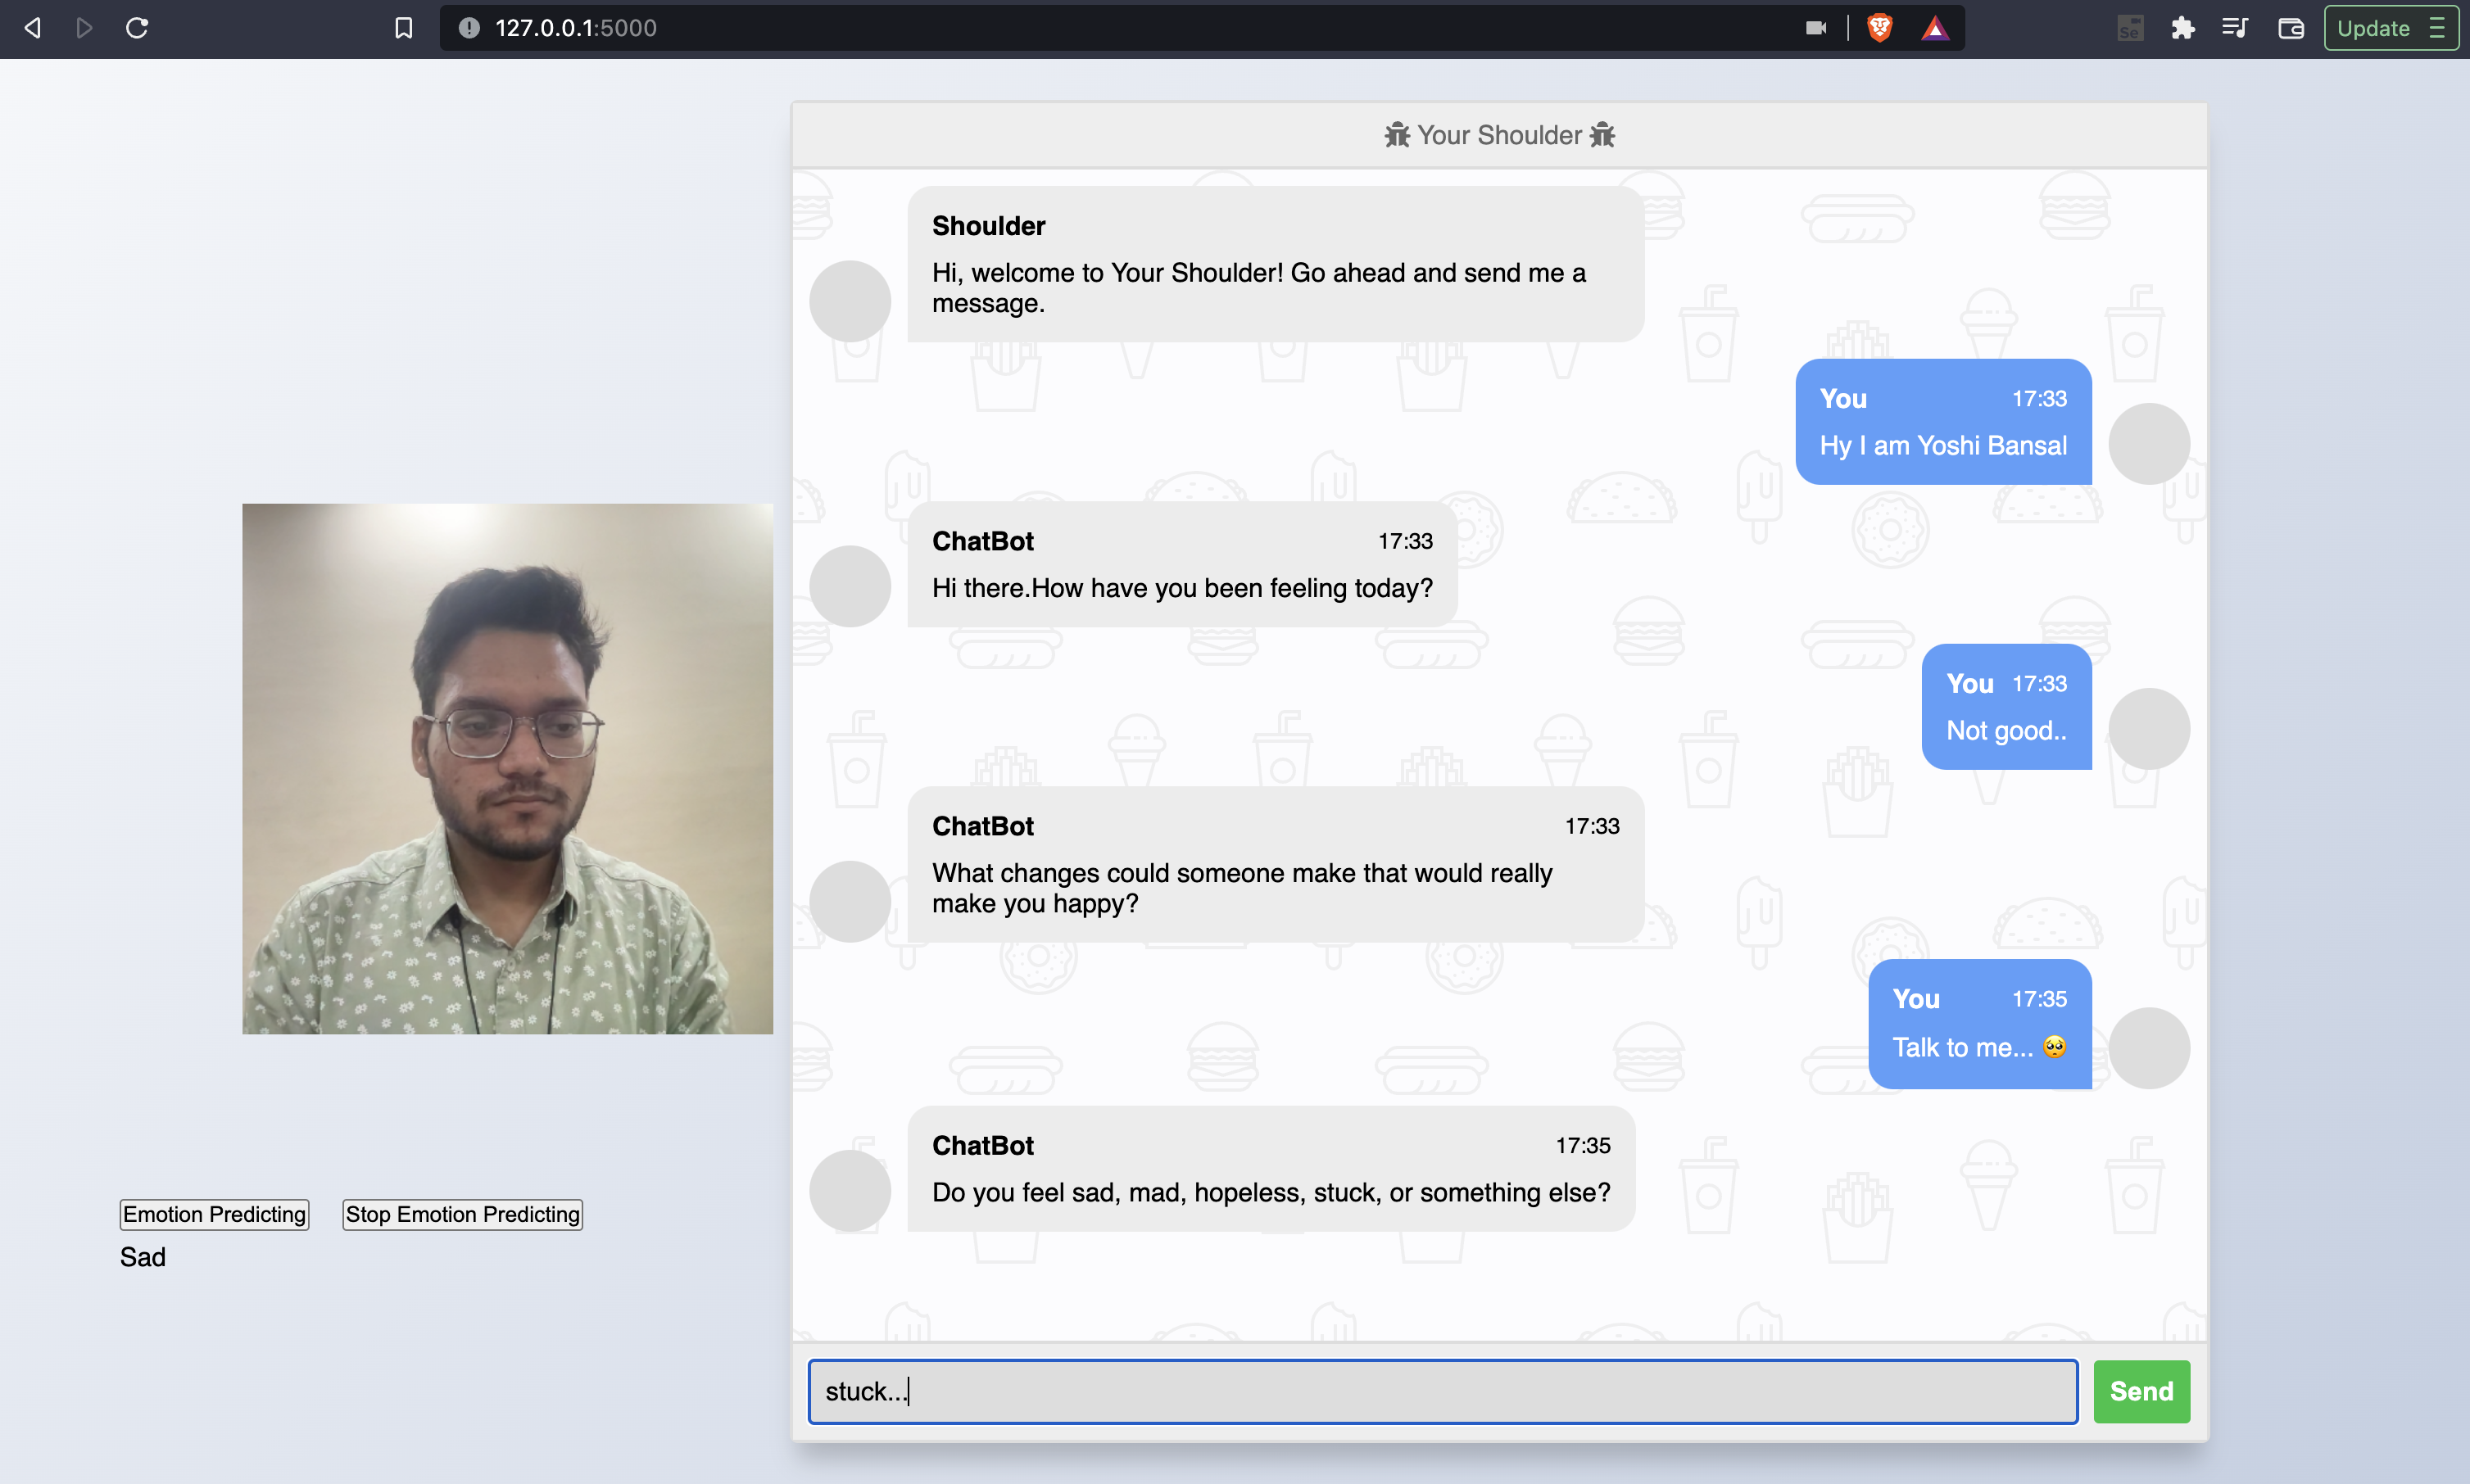 127.0.0.1:5000
Se
Update
Your Shoulder
Shoulder
Hi, welcome to Your Shoulder! Go ahead and send me a
message.
You 17:33
Hy I am Yoshi Bansal
ChatBot 17:33
Hi there.How have you been feeling today?
You 17:33
Not good..
ChatBot 17:33
What changes could someone make that would really
make you happy?
You 17:35
Talk to me... 🥺
ChatBot 17:35
Do you feel sad, mad, hopeless, stuck, or something else?
Emotion Predicting Stop Emotion Predicting
Sad
stuck...
Send